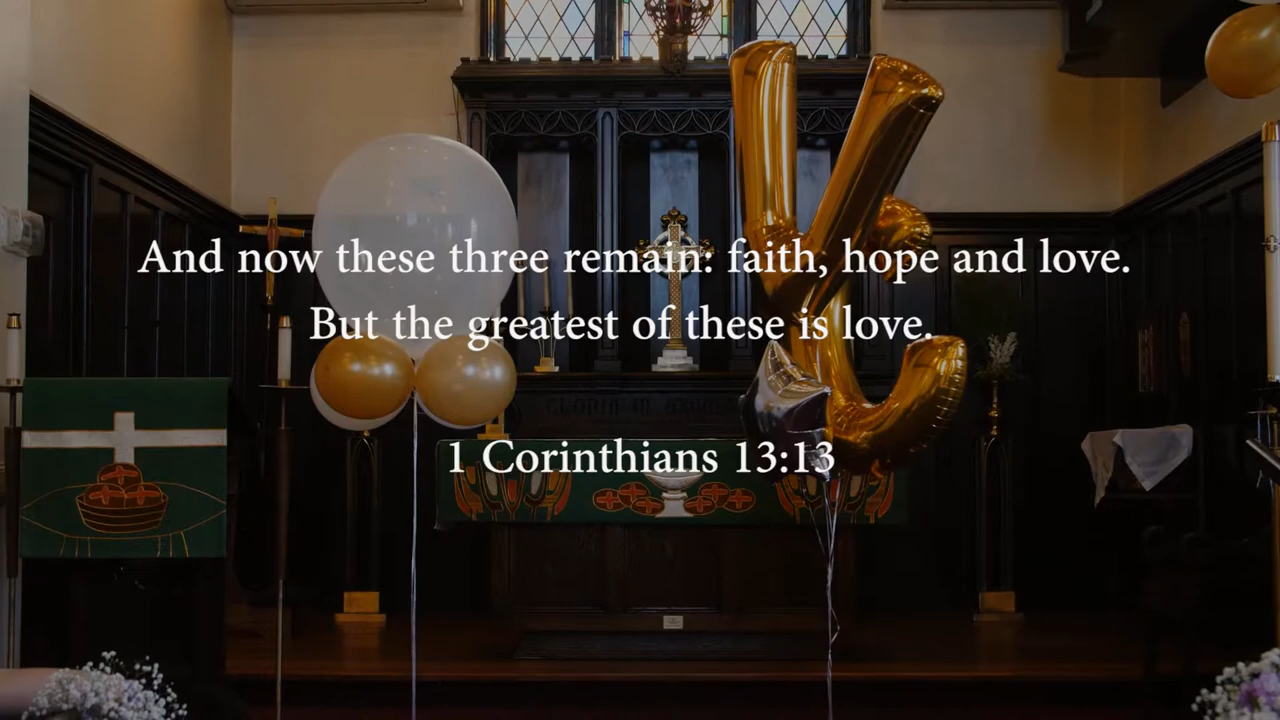 And now these three remain: faith, hope and love.
But the greatest of these is love.
1 Corinthians 13:13